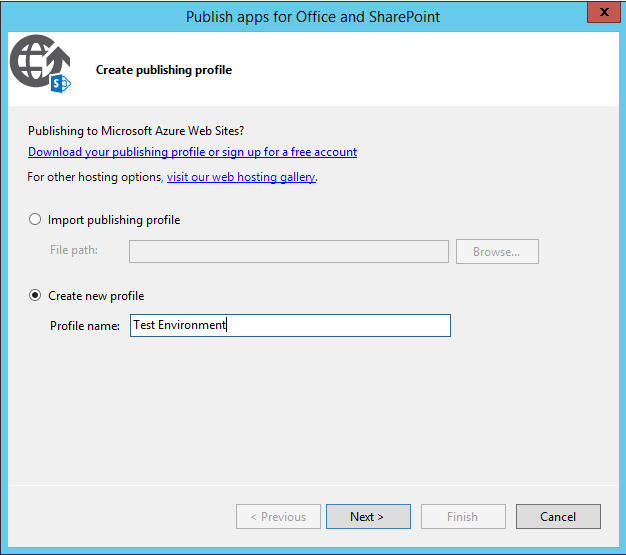 Publish apps for Office and SharePoint
x
S
Create publishing profile
Publishing to Microsoft Azure Web Sites?
Download your publishing profile or sign up for a free account
For other hosting options, visit our web hosting gallery.
Import publishing profile
File path:
Browse...
Create new profile
Profile name: Test Environment
< Previous Next > Finish Cancel